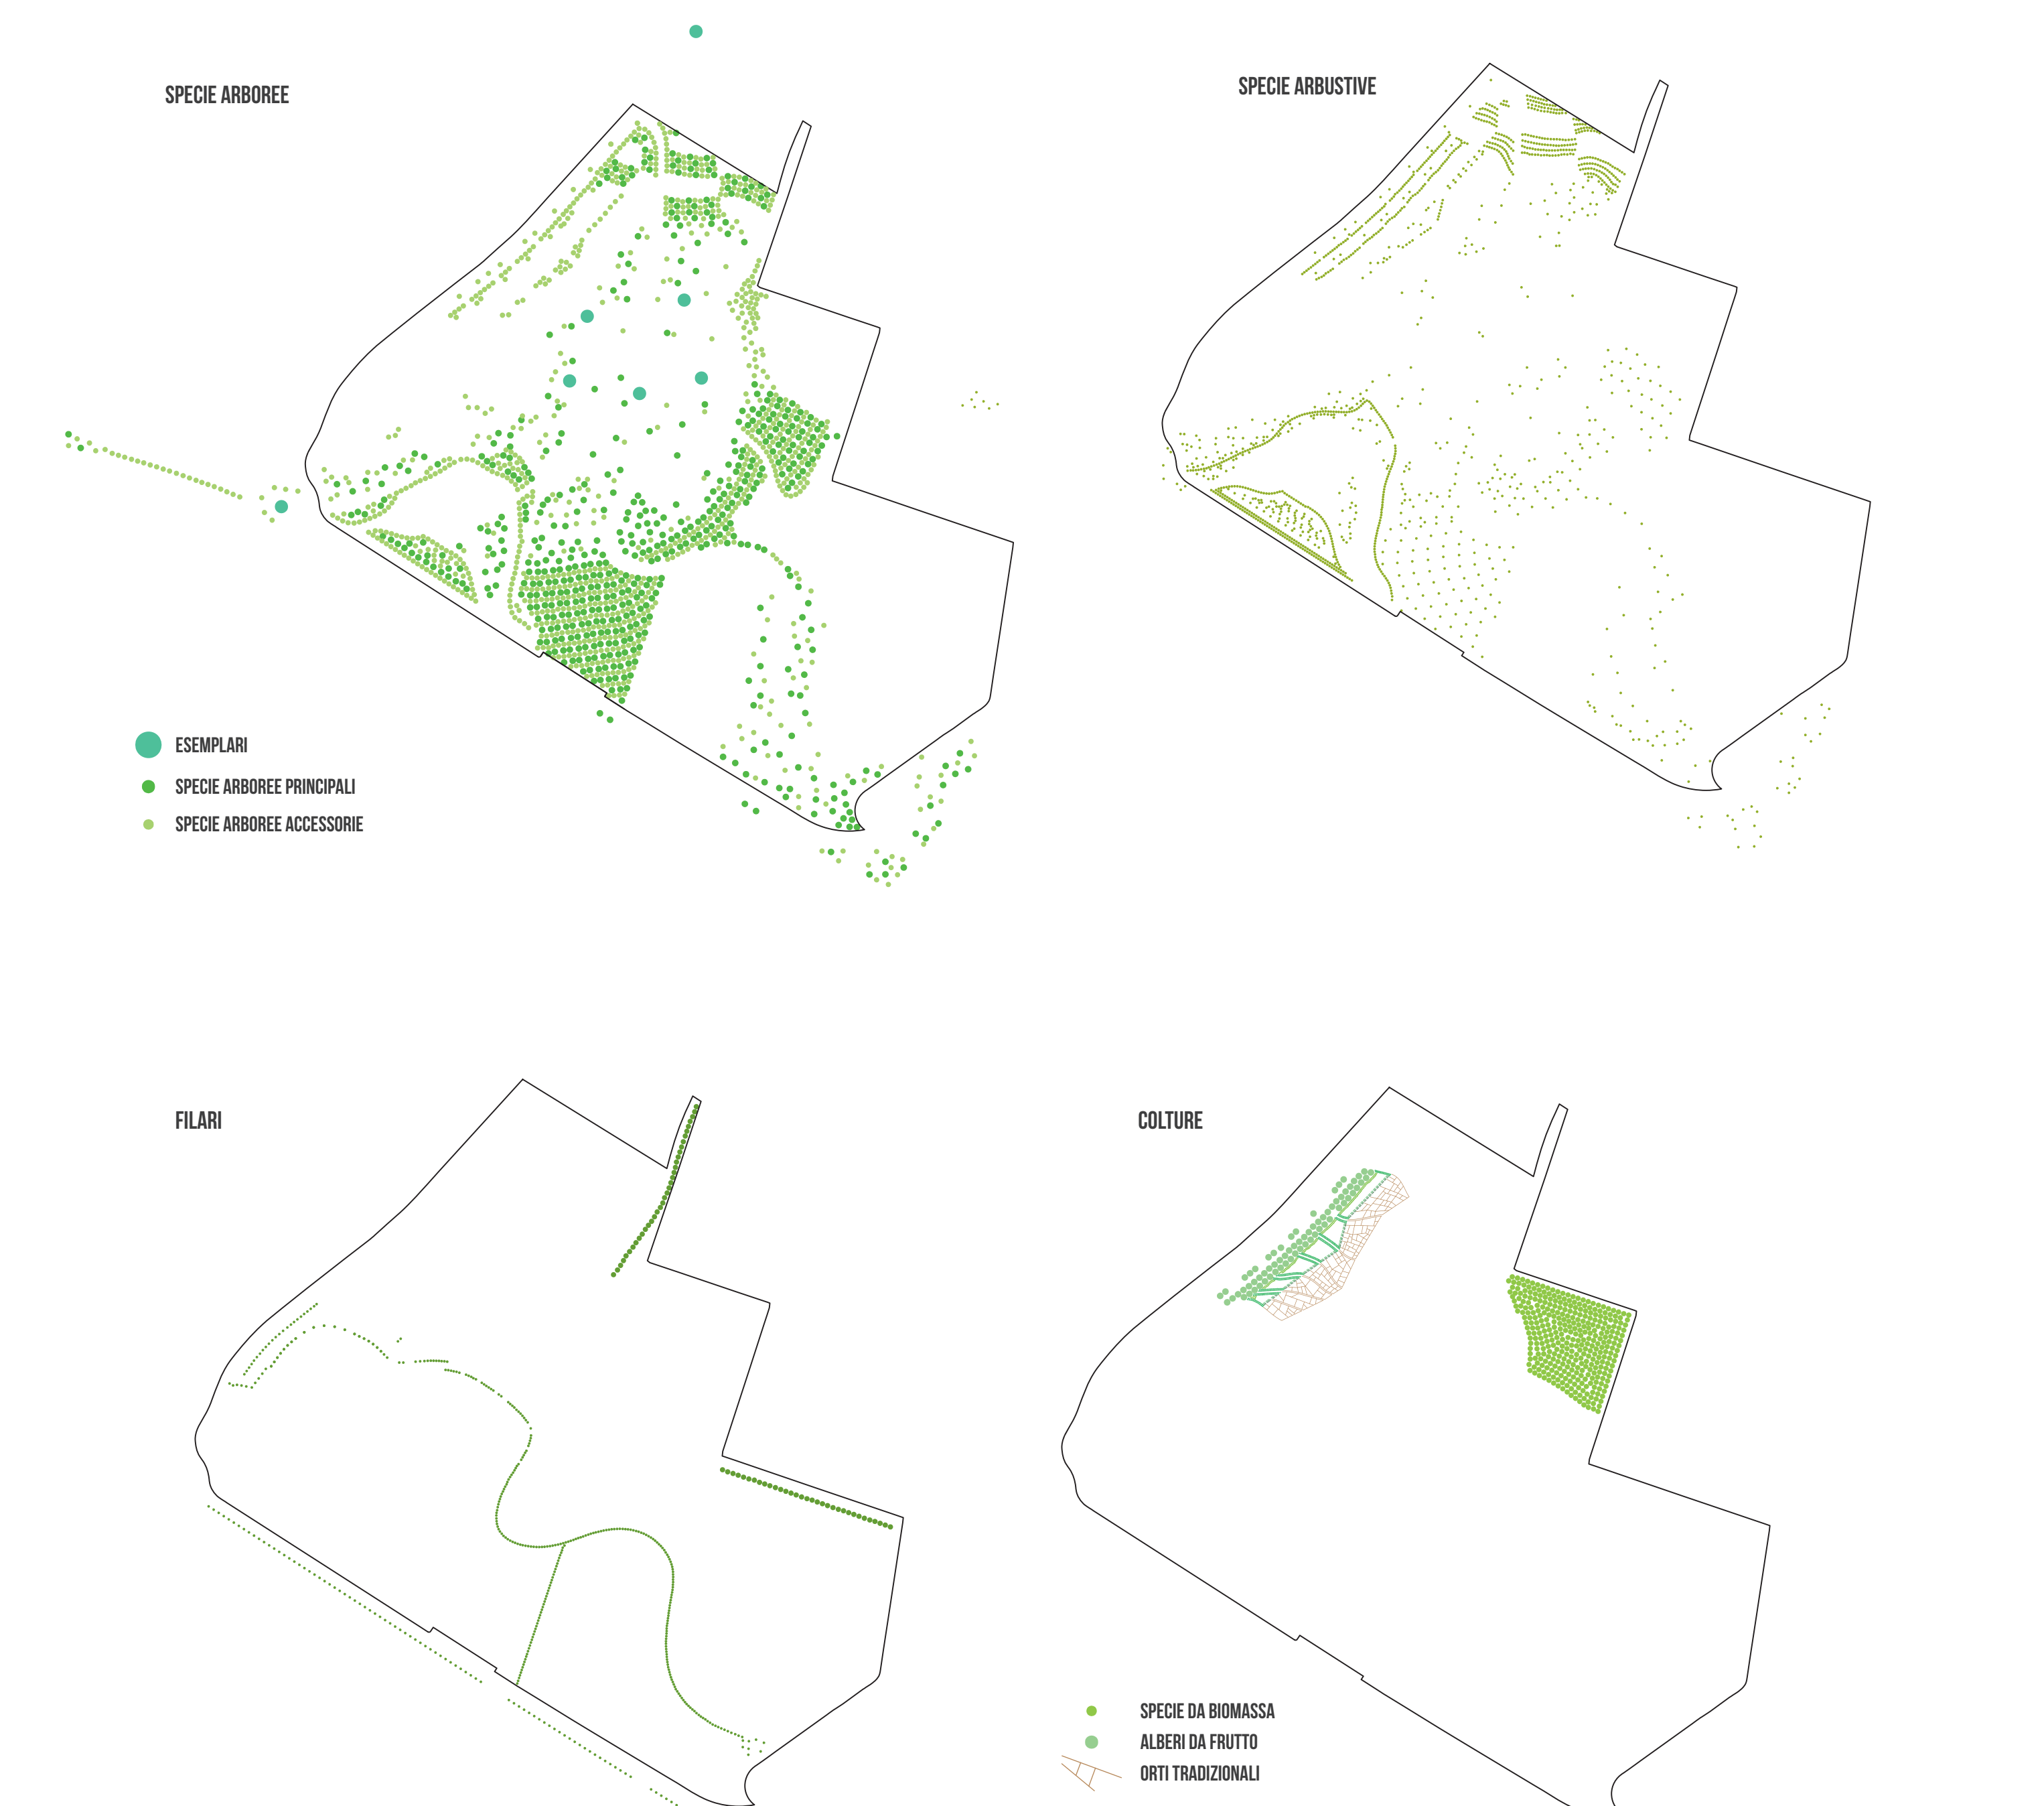 SPECIE ARBOREE
SPECIE ARBUSTIVE
ESEMPLARI
SPECIE ARBOREE PRINCIPALI
SPECIE ARBOREE ACCESSORIE
FILARI
COLTURE
SPECIE DA BIOMASSA
ALBERI DA FRUTTO
ORTI TRADIZIONALI